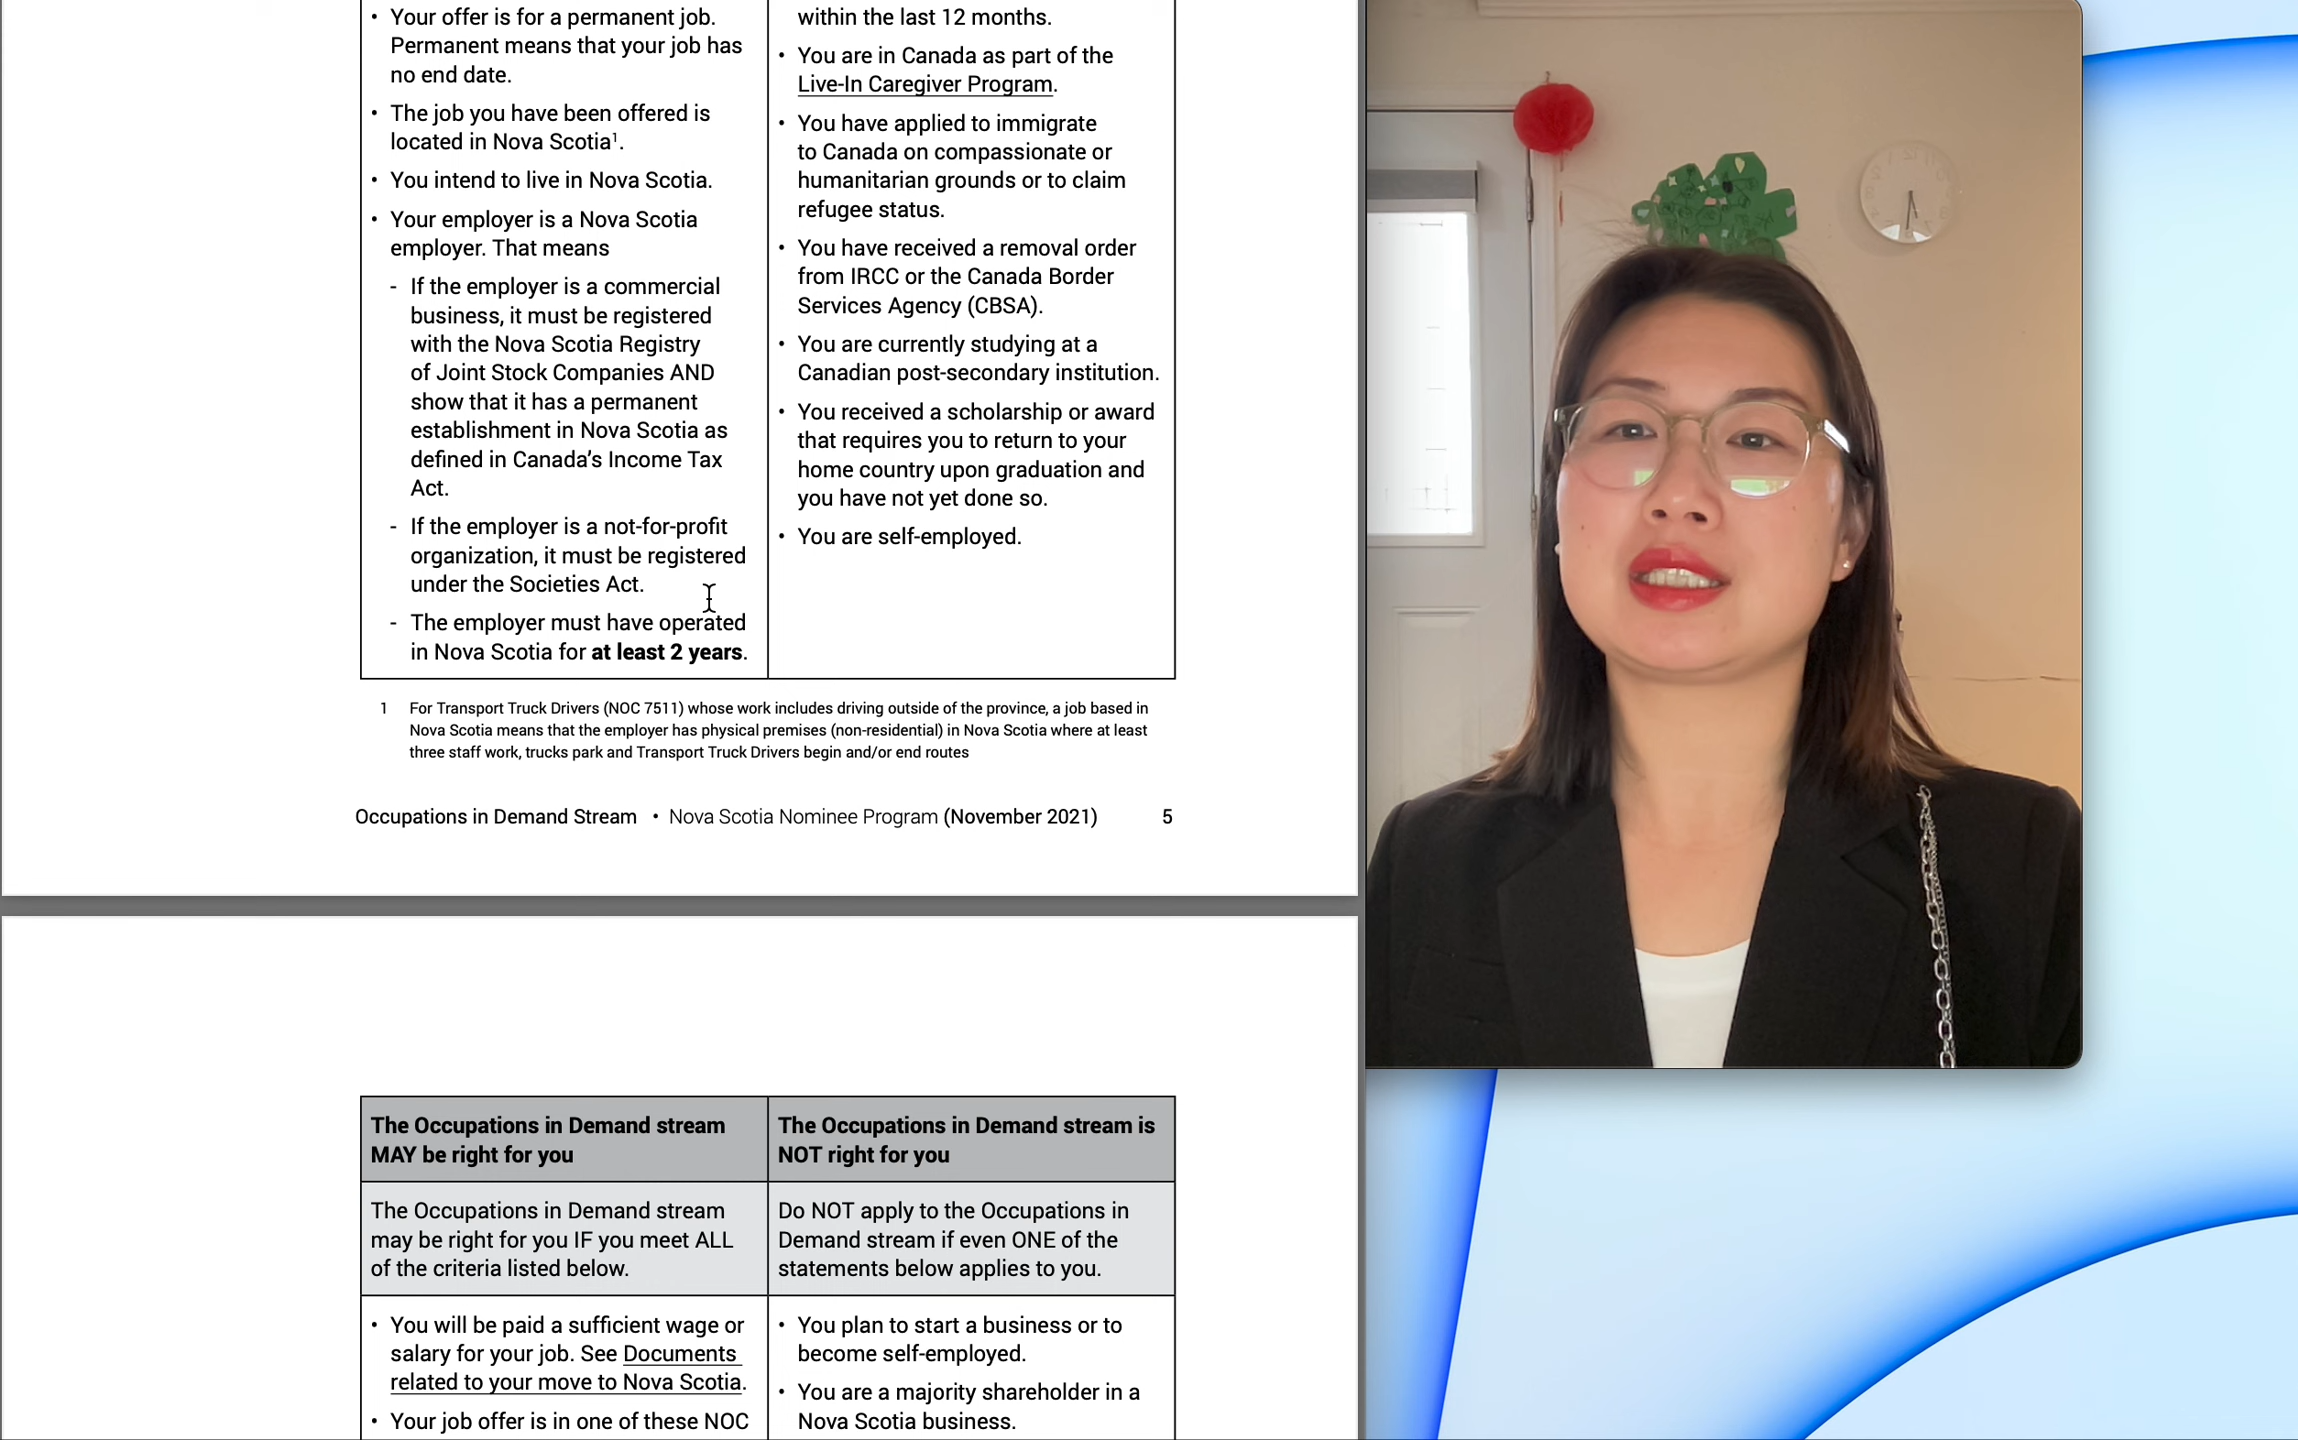 • Your offer is for a permanent job.
Permanent means that your job has
no end date.
• The job you have been offered is
located in Nova Scotia¹.
• You intend to live in Nova Scotia.
• Your employer is a Nova Scotia
employer. That means
- If the employer is a commercial
business, it must be registered
with the Nova Scotia Registry
of Joint Stock Companies AND
show that it has a permanent
establishment in Nova Scotia as
defined in Canada’s Income Tax
Act.
- If the employer is a not-for-profit
organization, it must be registered
under the Societies Act.
- The employer must have operated
in Nova Scotia for at least 2 years.
within the last 12 months.
• You are in Canada as part of the
Live-In Caregiver Program.
• You have applied to immigrate
to Canada on compassionate or
humanitarian grounds or to claim
refugee status.
• You have received a removal order
from IRCC or the Canada Border
Services Agency (CBSA).
• You are currently studying at a
Canadian post-secondary institution.
• You received a scholarship or award
that requires you to return to your
home country upon graduation and
you have not yet done so.
• You are self-employed.
1 For Transport Truck Drivers (NOC 7511) whose work includes driving outside of the province, a job based in
Nova Scotia means that the employer has physical premises (non-residential) in Nova Scotia where at least
three staff work, trucks park and Transport Truck Drivers begin and/or end routes
Occupations in Demand Stream • Nova Scotia Nominee Program (November 2021) 5
The Occupations in Demand stream
MAY be right for you
The Occupations in Demand stream is
NOT right for you
The Occupations in Demand stream
may be right for you IF you meet ALL
of the criteria listed below.
Do NOT apply to the Occupations in
Demand stream if even ONE of the
statements below applies to you.
• You will be paid a sufficient wage or
salary for your job. See Documents
related to your move to Nova Scotia.
• Your job offer is in one of these NOC
• You plan to start a business or to
become self-employed.
• You are a majority shareholder in a
Nova Scotia business.